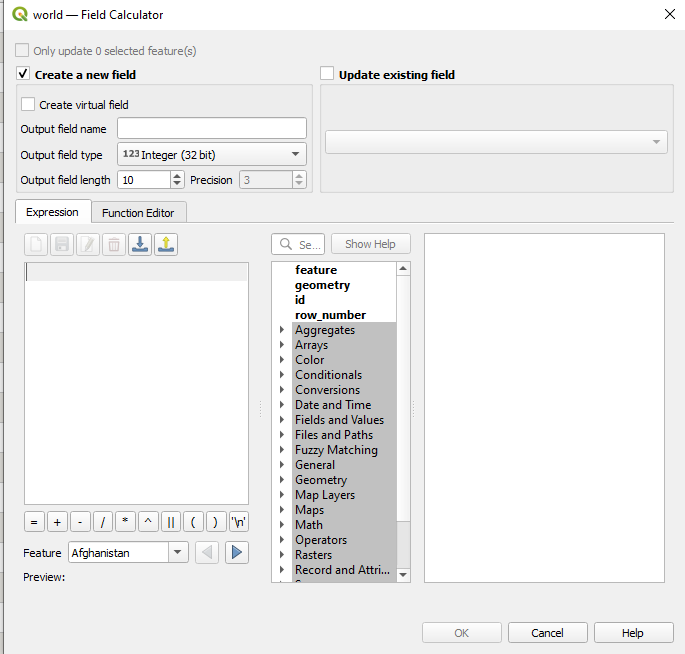 world — Field Calculator
Only update 0 selected feature(s)
Create a new field
Update existing field
Create virtual field
Output field name
Output field type 123 Integer (32 bit)
Output field length 10 Precision 3
Expression Function Editor
Se... Show Help
feature
geometry
id
row_number
Aggregates
Arrays
Color
Conditionals
Conversions
Date and Time
Fields and Values
Files and Paths
Fuzzy Matching
General
Geometry
Map Layers
Maps
Math
Operators
Rasters
Record and Attri...
= + - / * ^ || ( ) '\n'
Feature Afghanistan
Preview:
OK Cancel Help